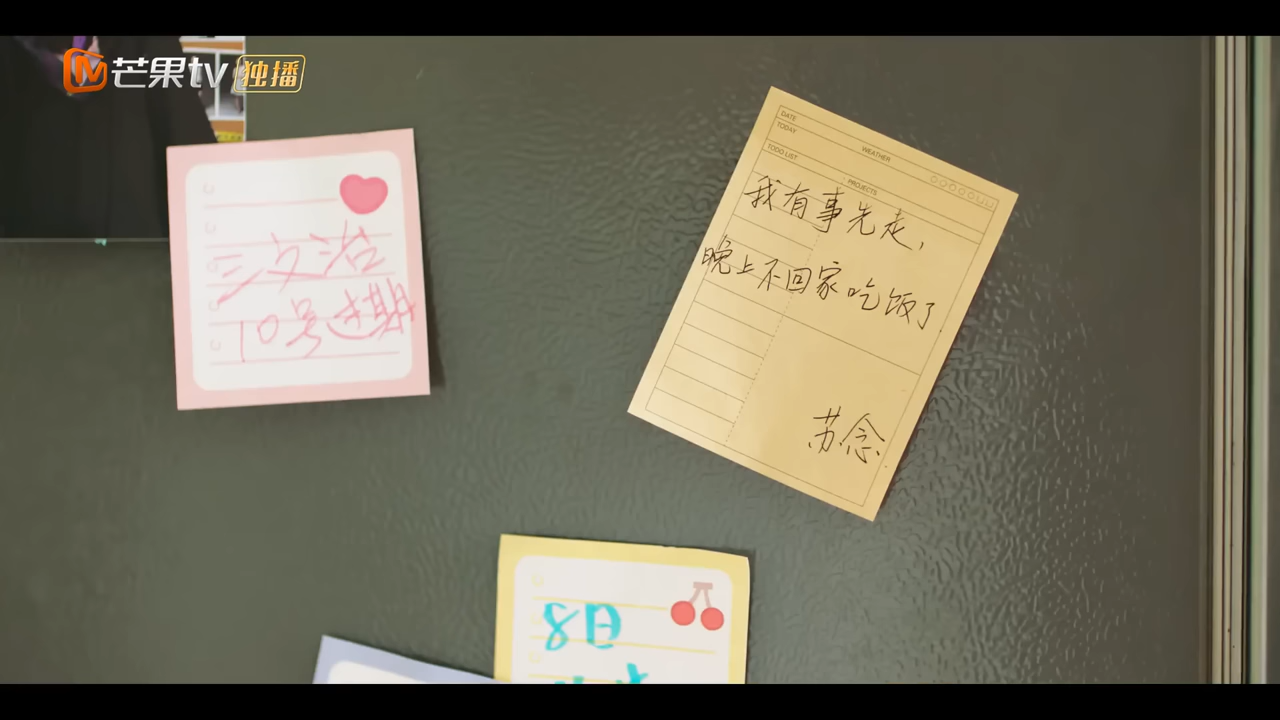 芒果tv 独播
三文治
10号过期
DATE
TODAY
WEATHER
TODO LIST
PROJECTS
我有事先走，
晚上不回家吃饭了
苏念
8日